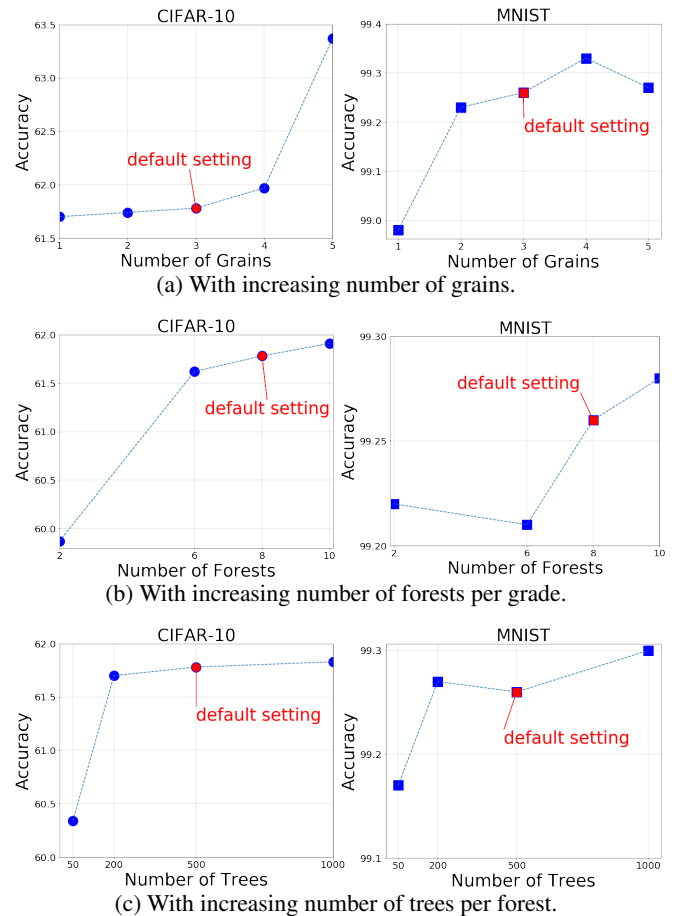 CIFAR-10
63.5
63.0
62.5
62.0
61.5
Accuracy
default setting
1 2 3 4 5
Number of Grains
MNIST
99.4
99.3
99.2
99.1
99.0
Accuracy
default setting
1 2 3 4 5
Number of Grains
(a) With increasing number of grains.
CIFAR-10
62.0
61.5
61.0
60.5
60.0
Accuracy
default setting
2 6 8 10
Number of Forests
MNIST
99.30
99.25
99.20
Accuracy
default setting
2 6 8 10
Number of Forests
(b) With increasing number of forests per grade.
CIFAR-10
62.0
61.5
61.0
60.5
60.0
Accuracy
default setting
50 200 500 1000
Number of Trees
MNIST
99.3
99.2
99.1
Accuracy
default setting
50 200 500 1000
Number of Trees
(c) With increasing number of trees per forest.